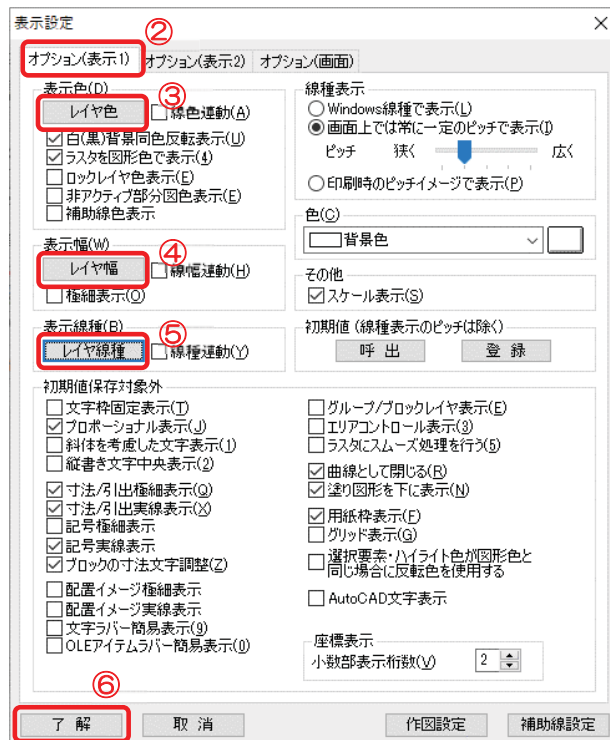 表示設定
②
オプション(表示1) オプション(表示2) オプション(画面)
表示色(D)
③
レイヤ色 線色連動(A)
白(黒)背景同色反転表示(U)
ラスタを図形色で表示(4)
ロックレイヤ色表示(E)
非アクティブ部分図色表示(E)
補助線色表示
表示幅(W)
④
レイヤ幅 線幅連動(H)
極細表示(O)
表示線種(B)
⑤
レイヤ線種 線種連動(Y)
線種表示
Windows線種で表示(L)
画面上では常に一定のピッチで表示(I)
ピッチ 狭く 広く
印刷時のピッチイメージで表示(P)
色(C)
背景色
その他
スケール表示(S)
初期値 (線種表示のピッチは除く)
呼 出 登 録
初期値保存対象外
文字枠固定表示(T)
プロポーショナル表示(J)
斜体を考慮した文字表示(1)
縦書き文字中央表示(2)
寸法/引出極細表示(Q)
寸法/引出実線表示(X)
記号極細表示
記号実線表示
ブロックの寸法文字調整(Z)
配置イメージ極細表示
配置イメージ実線表示
文字ラバー簡易表示(9)
OLEアイテムラバー簡易表示(0)
グループ/ブロックレイヤ表示(E)
エリアコントロール表示(3)
ラスタにスムーズ処理を行う(5)
曲線として閉じる(R)
塗り図形を下に表示(N)
用紙枠表示(F)
グリッド表示(G)
選択要素・ハイライト色が図形色と
同じ場合に反転色を使用する
AutoCAD文字表示
座標表示
小数部表示桁数(V) 2
⑥
了 解 取 消 作図設定 補助線設定